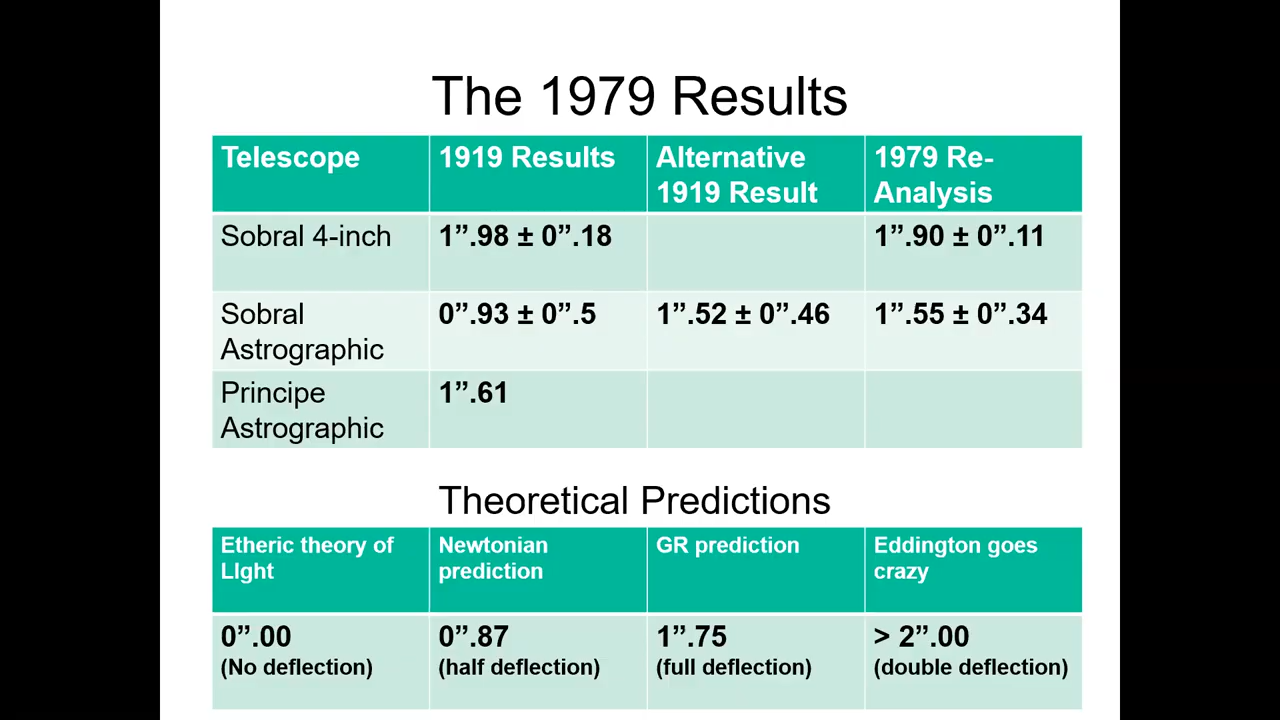 The 1979 Results
Telescope
1919 Results
Alternative
1919 Result
1979 Re-
Analysis
Sobral 4-inch
1”.98 ± 0”.18
1”.90 ± 0”.11
Sobral
Astrographic
0”.93 ± 0”.5
1”.52 ± 0”.46
1”.55 ± 0”.34
Principe
Astrographic
1”.61
Theoretical Predictions
Etheric theory of
LIght
Newtonian
prediction
GR prediction
Eddington goes
crazy
0”.00
(No deflection)
0”.87
(half deflection)
1”.75
(full deflection)
> 2”.00
(double deflection)